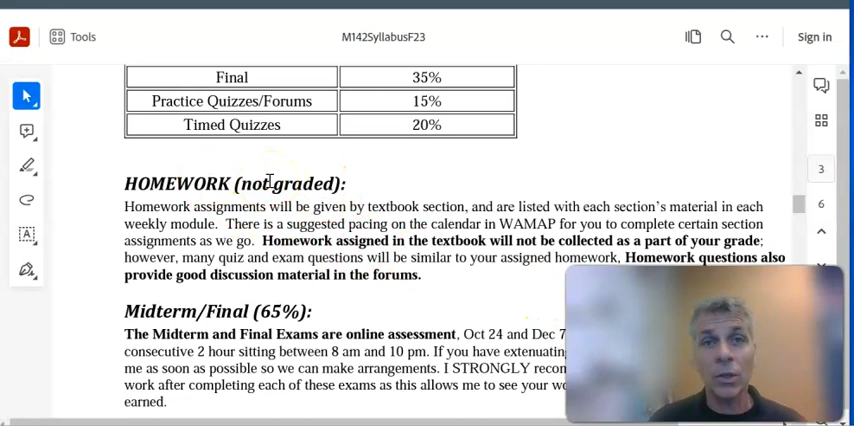 Tools
M142SyllabusF23
Sign in
Final 35%
Practice Quizzes/Forums 15%
Timed Quizzes 20%
3
6
HOMEWORK (not graded):
Homework assignments will be given by textbook section, and are listed with each section's material in each
weekly module. There is a suggested pacing on the calendar in WAMAP for you to complete certain section
assignments as we go. Homework assigned in the textbook will not be collected as a part of your grade;
however, many quiz and exam questions will be similar to your assigned homework, Homework questions also
provide good discussion material in the forums.
Midterm/Final (65%):
The Midterm and Final Exams are online assessment, Oct 24 and Dec 7
consecutive 2 hour sitting between 8 am and 10 pm. If you have extenuating
me as soon as possible so we can make arrangements. I STRONGLY recom
work after completing each of these exams as this allows me to see your wo
earned.